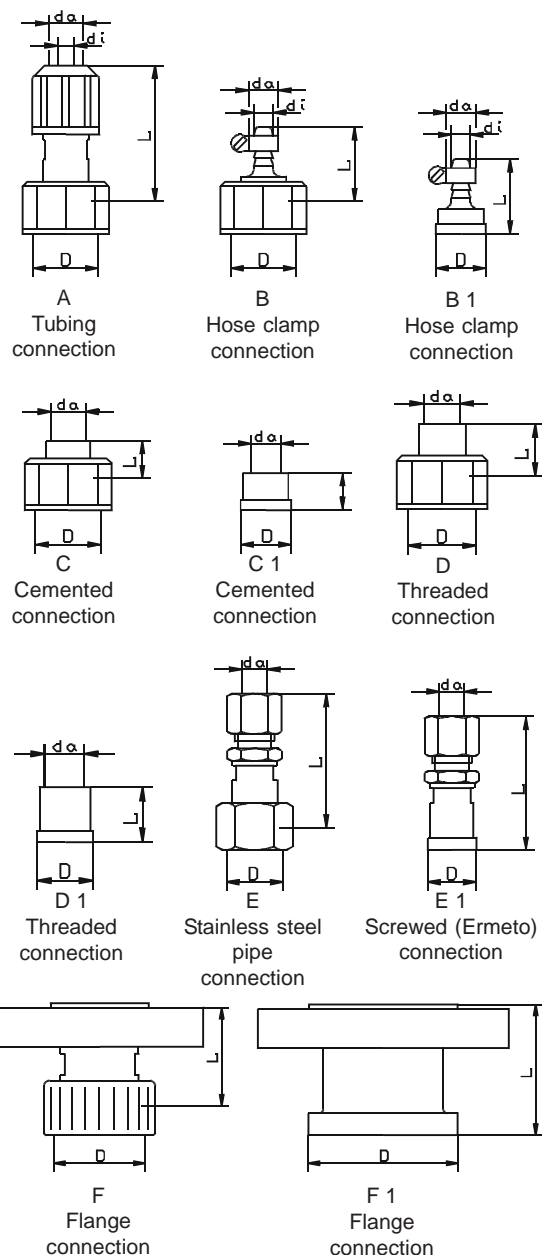 da
di
L
D
A
Tubing
connection
da
di
L
D
B
Hose clamp
connection
da
di
L
D
B 1
Hose clamp
connection
da
L
D
C
Cemented
connection
da
D
C 1
Cemented
connection
da
L
D
D
Threaded
connection
da
L
D
D 1
Threaded
connection
da
L
D
E
Stainless steel
pipe
connection
da
L
D
E 1
Screwed (Ermeto)
connection
L
D
F
Flange
connection
L
D
F 1
Flange
connection